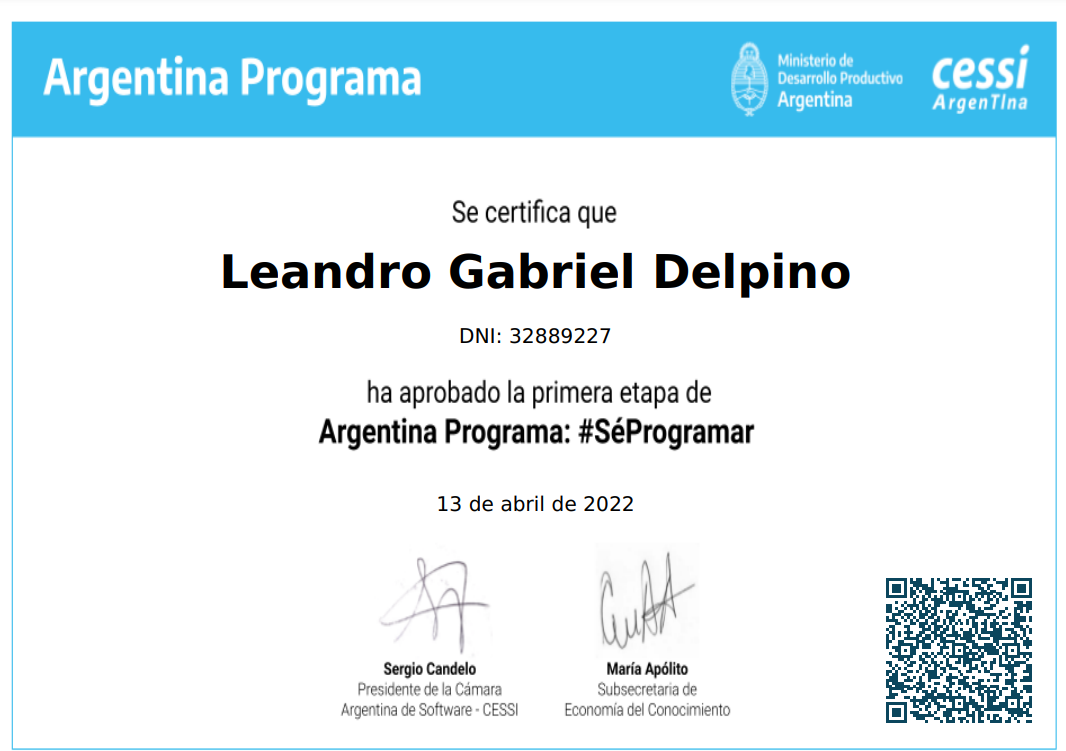 Argentina Programa
Ministerio de
Desarrollo Productivo
Argentina
cessi
ArgenTIna
Se certifica que
Leandro Gabriel Delpino
DNI: 32889227
ha aprobado la primera etapa de
Argentina Programa: #SéProgramar
13 de abril de 2022
Sergio Candelo
Presidente de la Cámara
Argentina de Software - CESSI
María Apólito
Subsecretaria de
Economía del Conocimiento